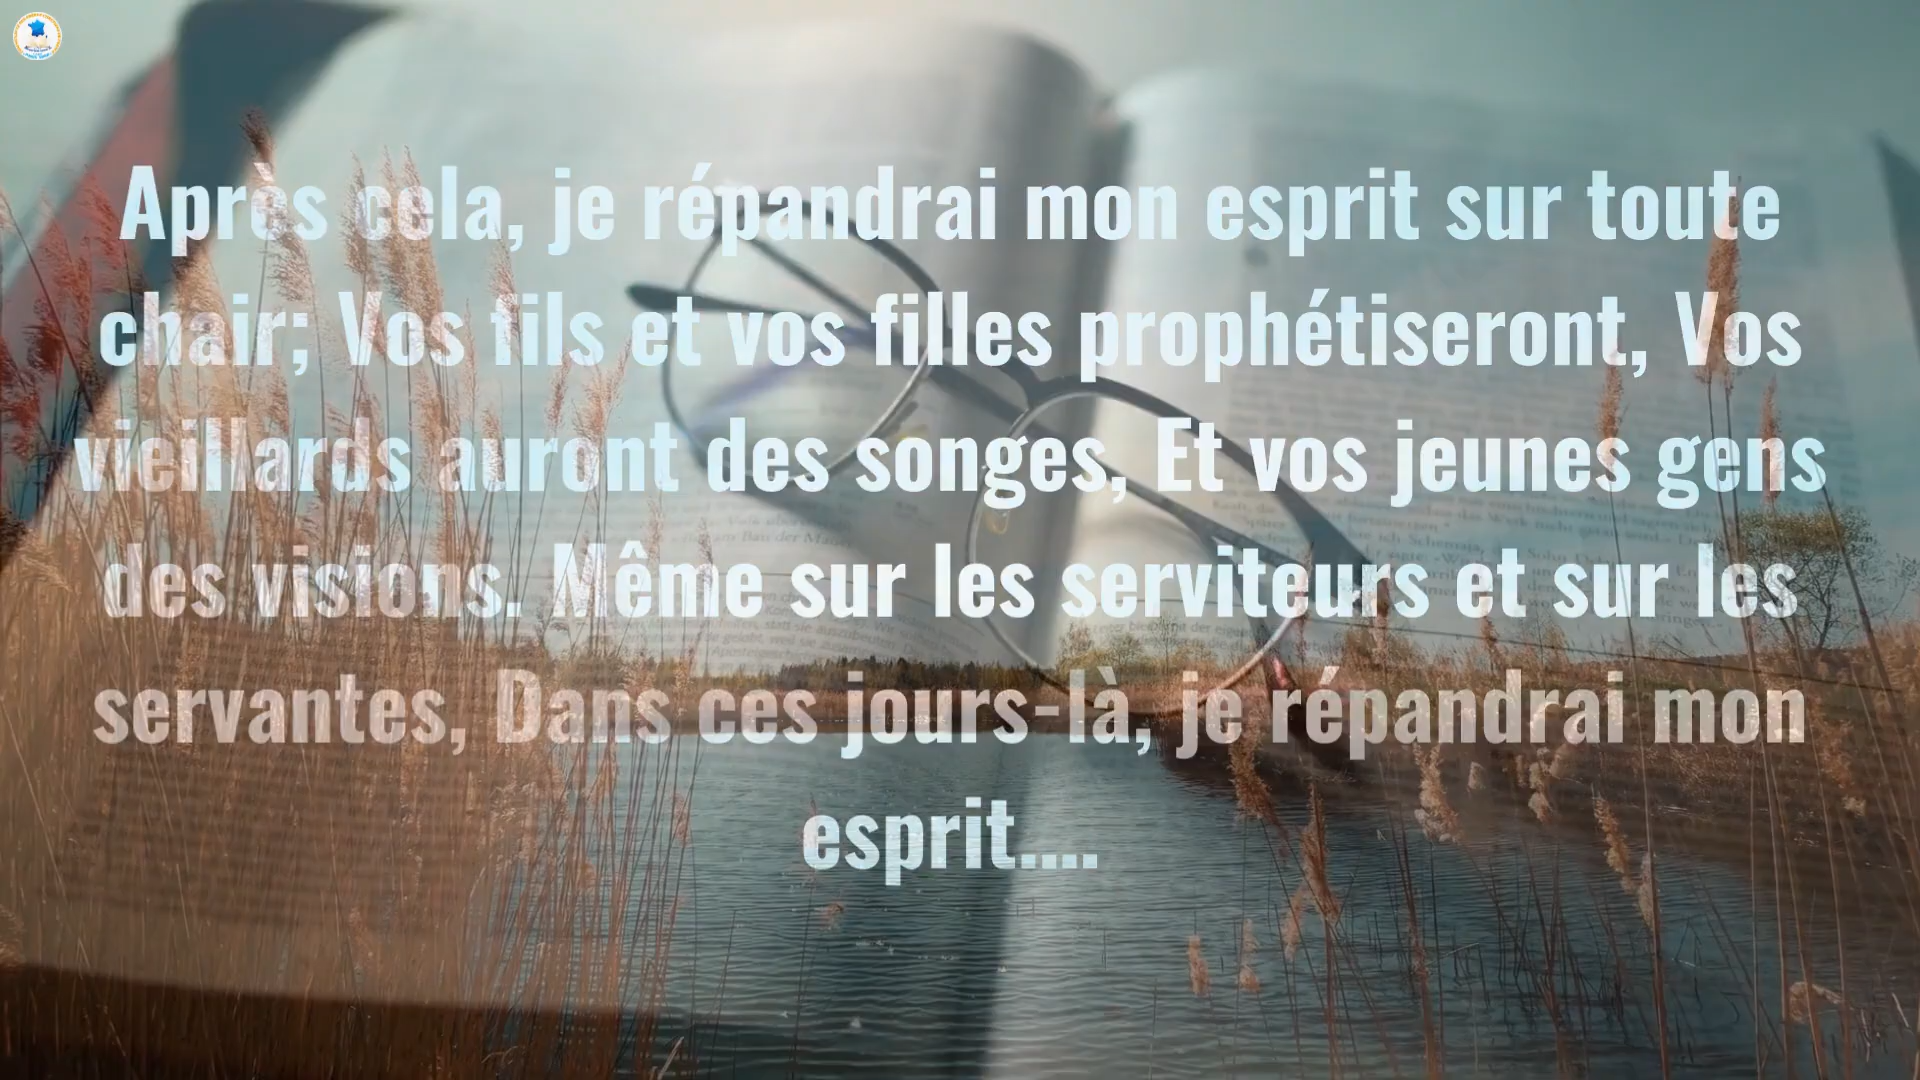 Après cela, je répandrai mon esprit sur toute
chair; Vos fils et vos filles prophétiseront, Vos
vieillards auront des songes, Et vos jeunes gens
des visions. Même sur les serviteurs et sur les
servantes, Dans ces jours-là, je répandrai mon
esprit....